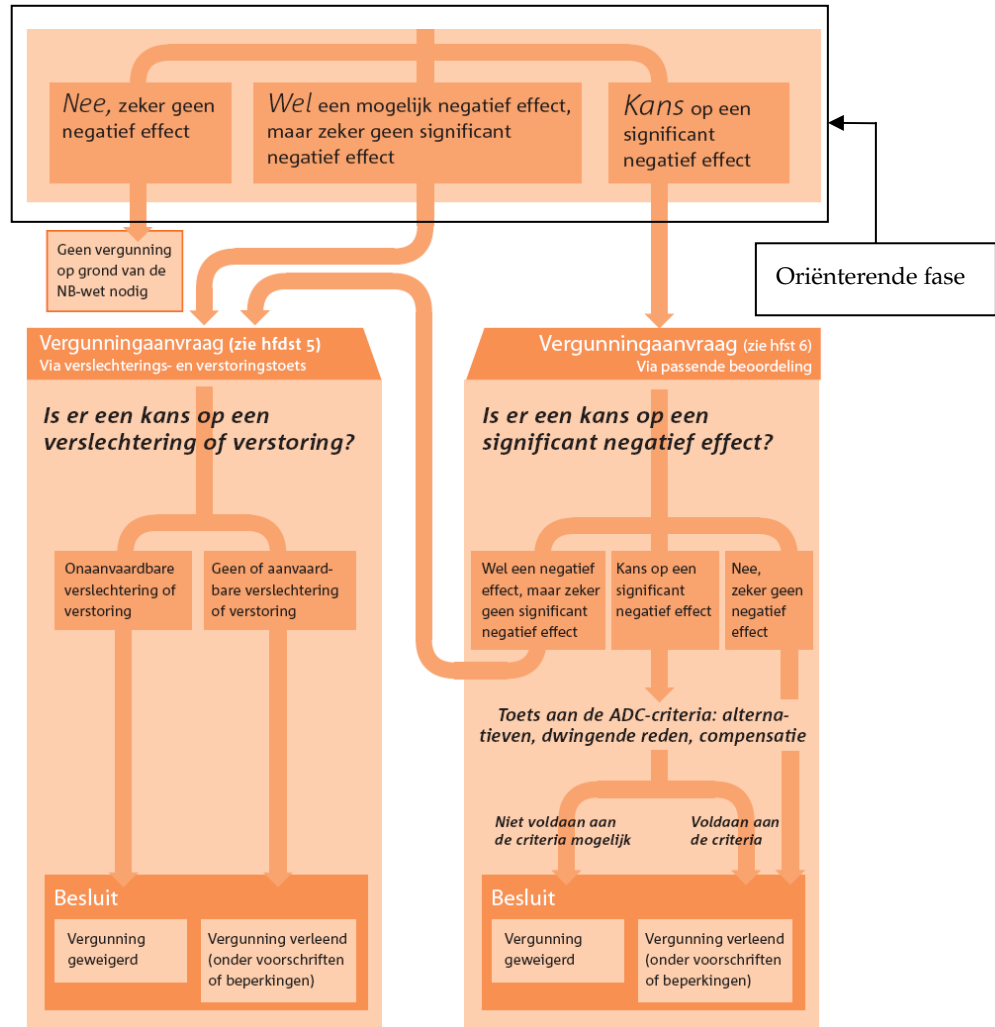 Nee, zeker geen
negatief effect
Wel een mogelijk negatief effect,
maar zeker geen significant
negatief effect
Kans op een
significant
negatief effect
Oriënterende fase
Geen vergunning
op grond van de
NB-wet nodig
Vergunningaanvraag (zie hfdst 5)
Via verslechterings- en verstoringstoets
Is er een kans op een
verslechtering of verstoring?
Onaanvaardbare
verslechtering of
verstoring
Geen of aanvaard-
bare verslechtering
of verstoring
Besluit
Vergunning
geweigerd
Vergunning verleend
(onder voorschriften
of beperkingen)
Vergunningaanvraag (zie hfst 6)
Via passende beoordeling
Is er een kans op een
significant negatief effect?
Wel een negatief
effect, maar zeker
geen significant
negatief effect
Kans op een
significant
negatief effect
Nee,
zeker geen
negatief
effect
Toets aan de ADC-criteria: alterna-
tieven, dwingende reden, compensatie
Niet voldaan aan
de criteria mogelijk
Voldaan aan
de criteria
Besluit
Vergunning
geweigerd
Vergunning verleend
(onder voorschriften
of beperkingen)